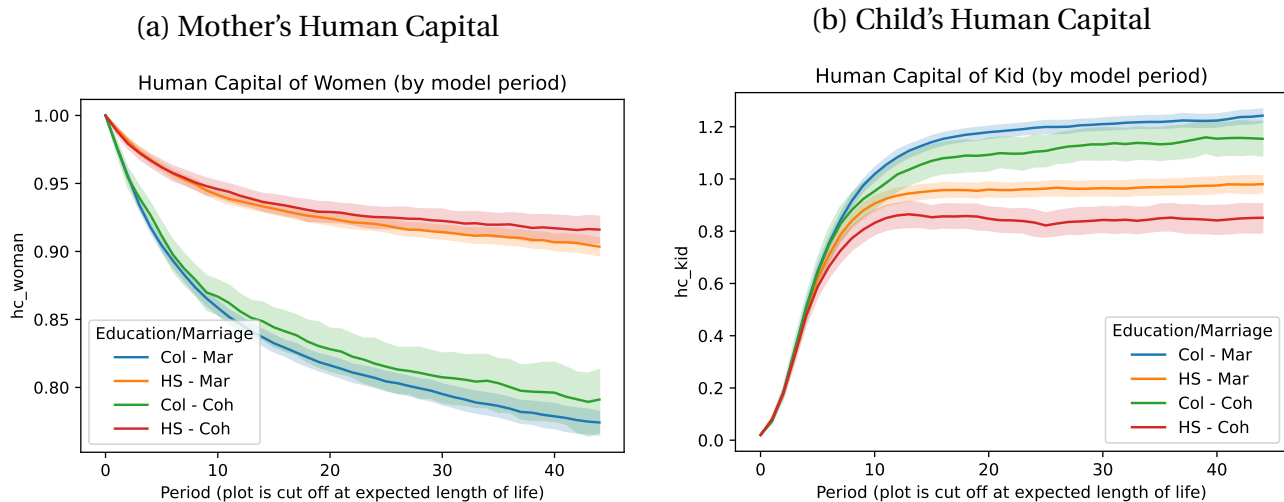 (a) Mother's Human Capital
Human Capital of Women (by model period)
hc_woman
1.00
0.95
0.90
0.85
0.80
Education/Marriage
Col - Mar
HS - Mar
Col - Coh
HS - Coh
0
10
20
30
40
Period (plot is cut off at expected length of life)
(b) Child's Human Capital
Human Capital of Kid (by model period)
hc_kid
1.2
1.0
0.8
0.6
0.4
0.2
0.0
Education/Marriage
Col - Mar
HS - Mar
Col - Coh
HS - Coh
0
10
20
30
40
Period (plot is cut off at expected length of life)